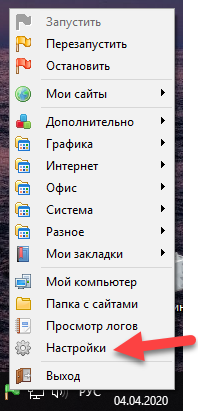 Запустить
Перезапустить
Остановить
Мои сайты
Дополнительно
Графика
Интернет
Офис
Система
Разное
Мои закладки
Мой компьютер
Папка с сайтами
Просмотр логов
Настройки
Выход
РУС
04.04.2020